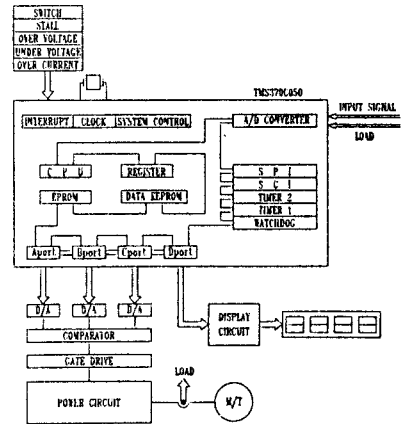 SWITCH
STALL
OVER VOLTAGE
UNDER VOLTAGE
OVER CURRENT
TMS370C050
INTERRUPT CLOCK SYSTEM CONTROL A/D CONVERTER
INPUT SIGNAL
LOAD
C P U REGISTER
S P I
S C I
EPROM DATA EEPROM
TIMER 2
TIMER 1
WATCHDOG
Aport Bport Cport Dport
D/A D/A D/A
COMPARATOR
DISPLAY
CIRCUIT
GATE DRIVE
LOAD
POWER CIRCUIT
M/T